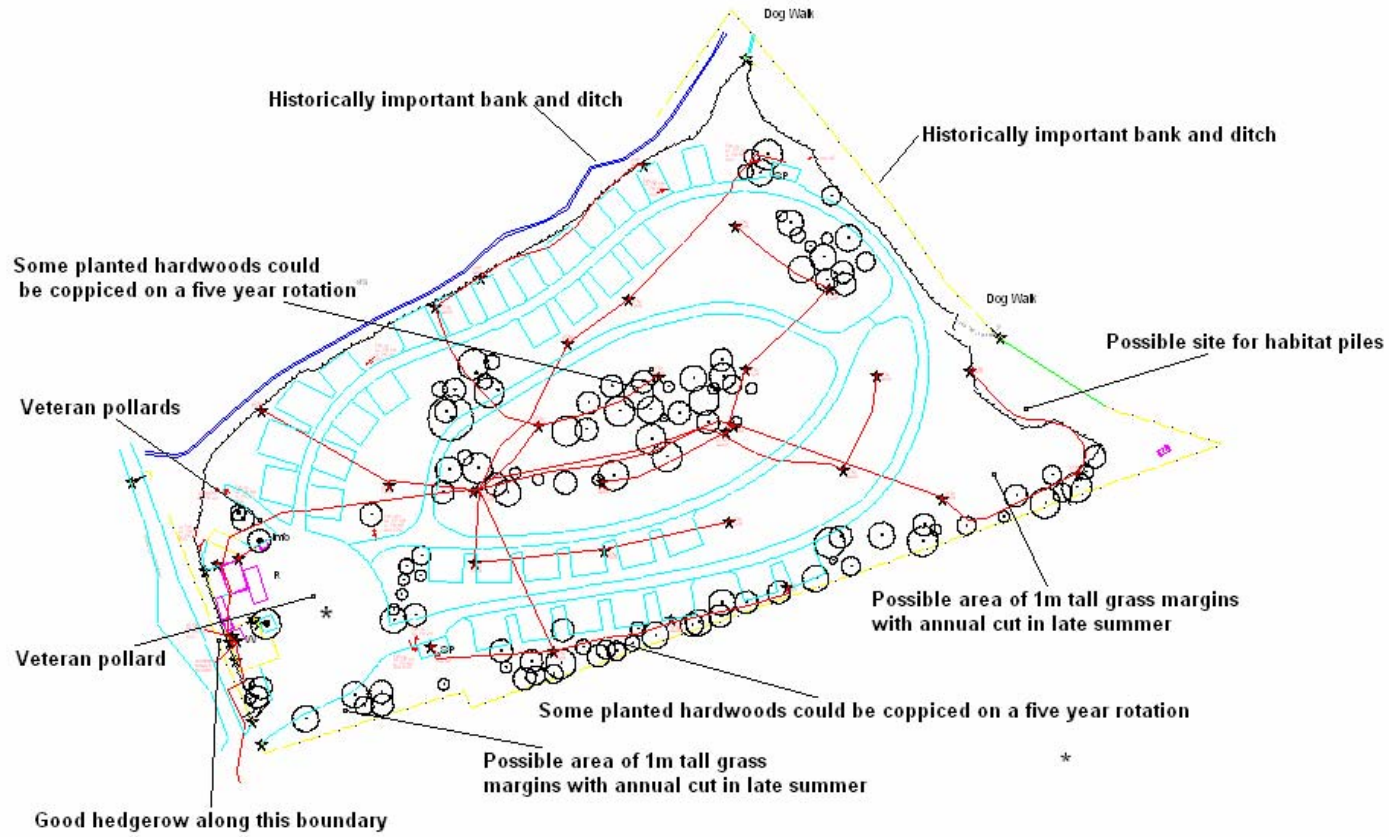 Dog Walk
Historically important bank and ditch
Historically important bank and ditch
GP
Some planted hardwoods could
be coppiced on a five year rotation
Dog Walk
Possible site for habitat piles
Veteran pollards
R
Possible area of 1m tall grass margins
with annual cut in late summer
*
Veteran pollard
GP
Some planted hardwoods could be coppiced on a five year rotation
Possible area of 1m tall grass
margins with annual cut in late summer
*
Good hedgerow along this boundary